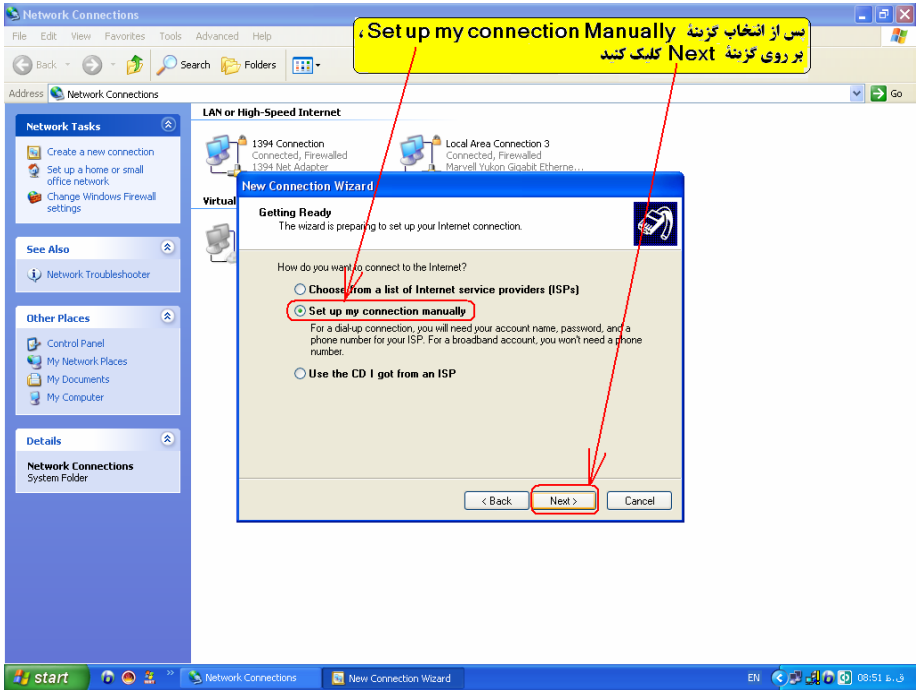 Network Connections
پس از انتخاب گزینهٔ Set up my connection Manually ،
بر روی گزینهٔ Next کلیک کنید
File Edit View Favorites Tools Advanced Help
Back Search Folders
Address Network Connections Go
Network Tasks
Create a new connection
Set up a home or small
office network
Change Windows Firewall
settings
See Also
Network Troubleshooter
Other Places
Control Panel
My Network Places
My Documents
My Computer
Details
Network Connections
System Folder
LAN or High-Speed Internet
1394 Connection
Connected, Firewalled
1394 Net Adapter
Local Area Connection 3
Connected, Firewalled
Marvell Yukon Gigabit Etherne...
Virtual
New Connection Wizard
Getting Ready
The wizard is preparing to set up your Internet connection.
How do you want to connect to the Internet?
Choose from a list of Internet service providers (ISPs)
Set up my connection manually
For a dial-up connection, you will need your account name, password, and a
phone number for your ISP. For a broadband account, you won't need a phone
number.
Use the CD I got from an ISP
< Back Next > Cancel
start Network Connections New Connection Wizard EN 08:51 ق.ظ